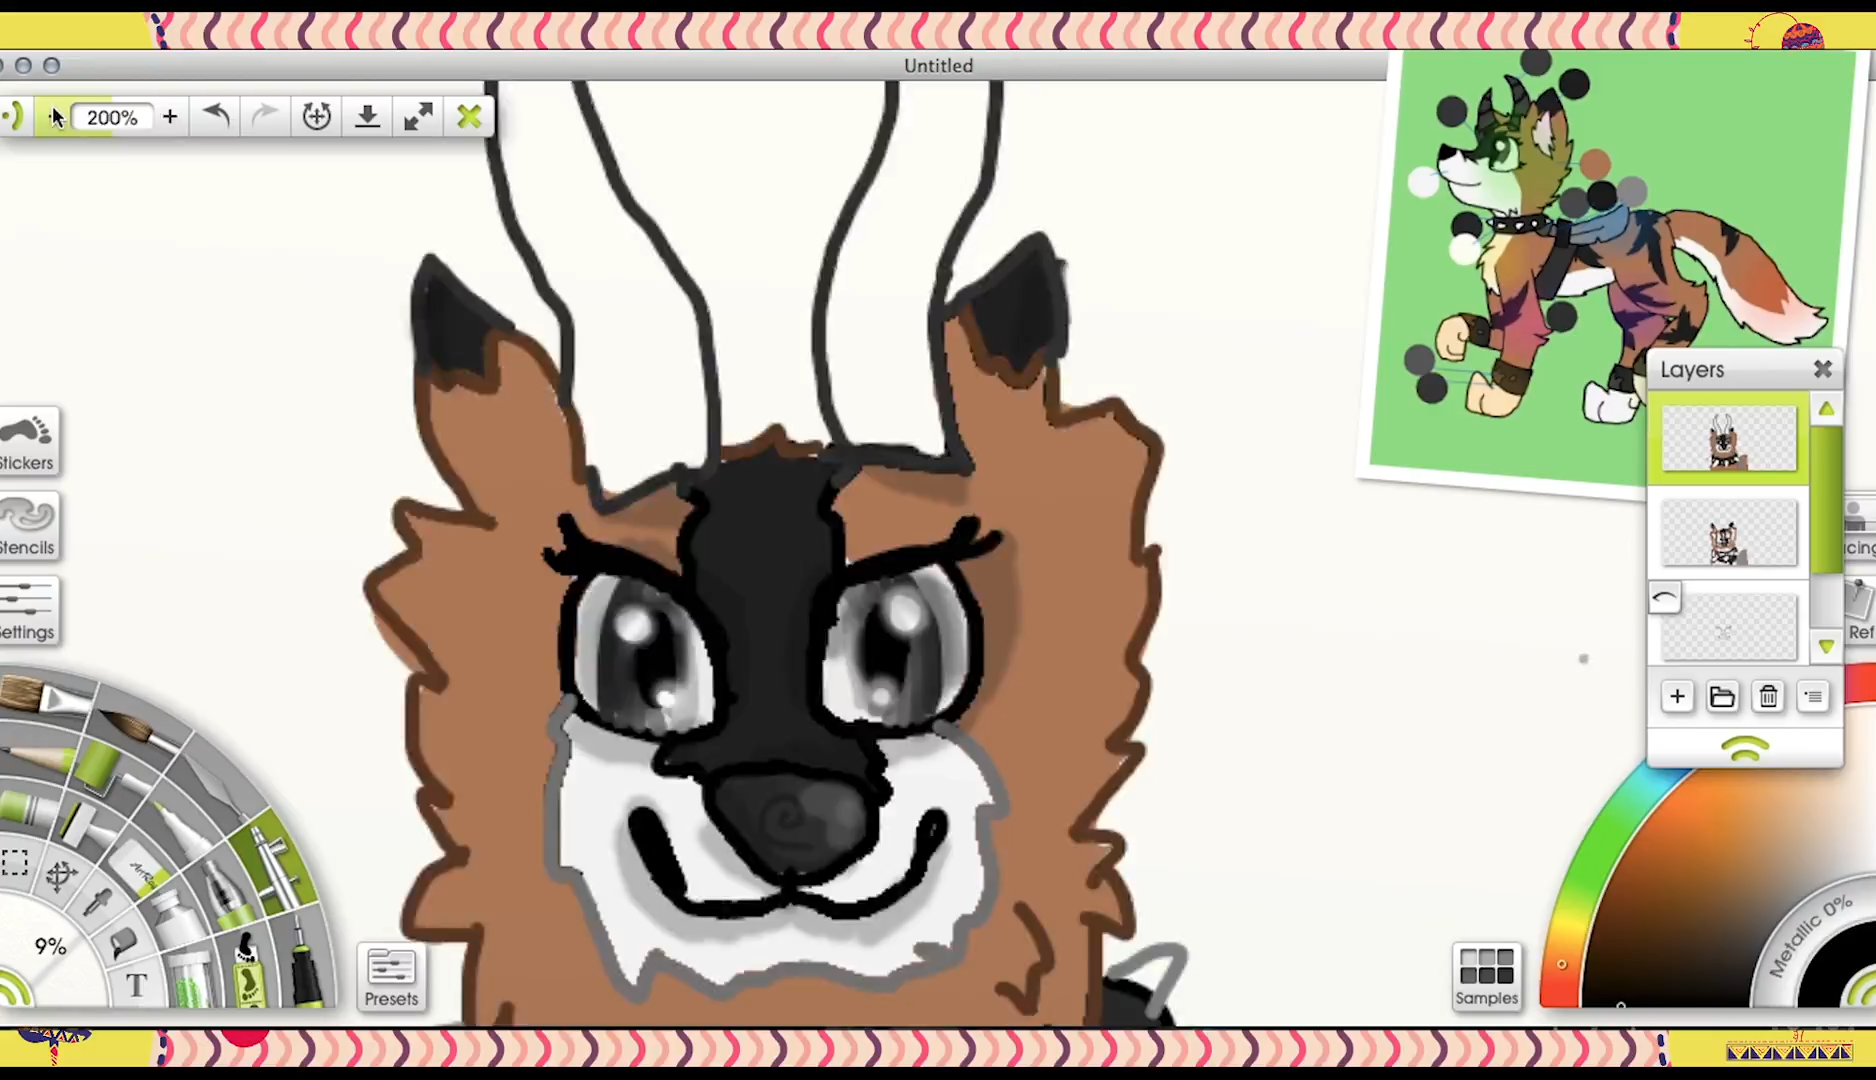 Untitled
200%
Layers
Stickers
Stencils
Settings
Ref
9%
T
Presets
Metallic 0%
Samples